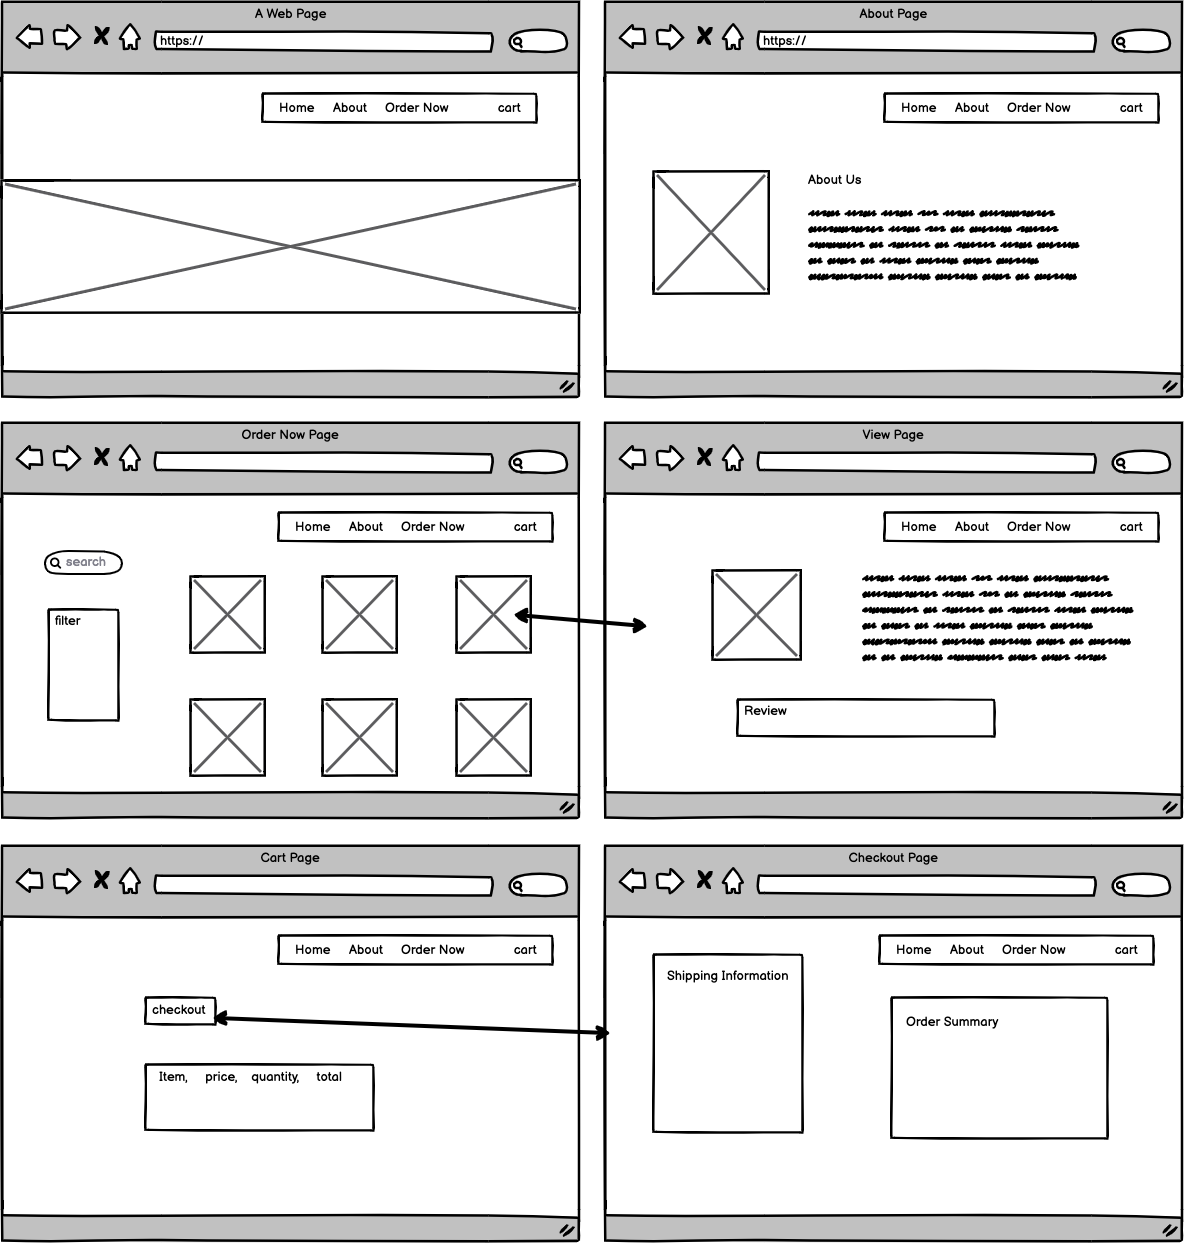 A Web Page
https://
Home About Order Now cart
About Page
https://
Home About Order Now cart
About Us
Order Now Page
Home About Order Now cart
search
filter
View Page
Home About Order Now cart
Review
Cart Page
Home About Order Now cart
checkout
Item, price, quantity, total
Checkout Page
Home About Order Now cart
Shipping Information
Order Summary